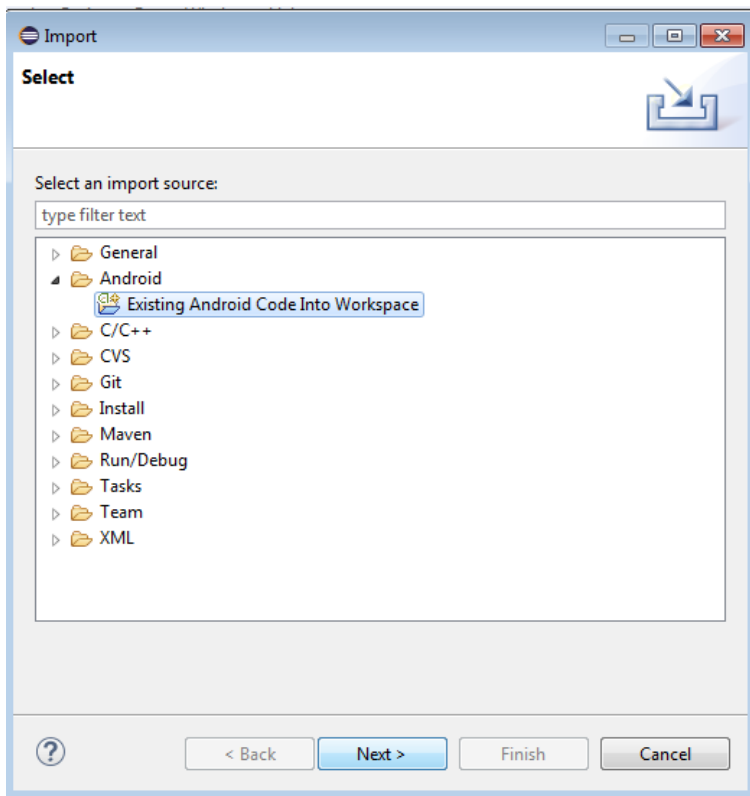 Import
Select
Select an import source:
type filter text
General
Android
Existing Android Code Into Workspace
C/C++
CVS
Git
Install
Maven
Run/Debug
Tasks
Team
XML
?
< Back
Next >
Finish
Cancel